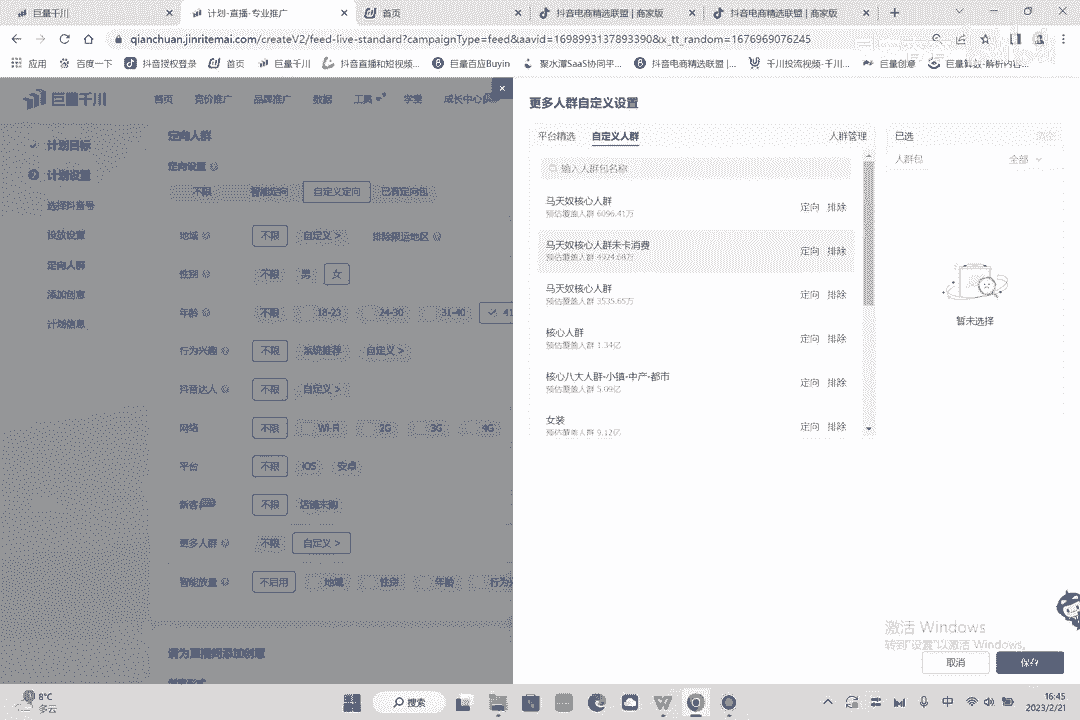 巨量千川
计划-直播-专业推广
首页
抖音电商精选联盟 | 商家版
抖音电商精选联盟 | 商家版
qianchuan.jinritemai.com/createV2/feed-live-standard?campaignType=feed&aavid=1698993137893390&x_tt_random=1676969076245
应用
百度一下
抖音授权登录
首页
巨量千川
抖音直播和短视频...
巨量百应Buyin
聚水潭SaaS协同平...
抖音电商精选联盟 |...
千川投流视频-千川...
巨量创意
巨量算数-解析内容...
巨量千川
首页
竞价推广
品牌推广
数据
工具
学堂
成长中心
更多人群自定义设置
定向人群
计划目标
计划设置
选择抖音号
投放设置
定向人群
添加创意
计划信息
定向设置
不限
智能定向
自定义定向
已有定向包
地域
不限
自定义 >
排除限运地区
性别
不限
男
女
年龄
不限
18-23
24-30
31-40
41
行为兴趣
不限
系统推荐
自定义 >
抖音达人
不限
自定义 >
网络
不限
Wi-Fi
2G
3G
4G
平台
不限
iOS
安卓
新客
不限
店铺未购
更多人群
不限
自定义 >
智能放量
不启用
地域
性别
年龄
行为兴
请为直播间添加创意
创意形式
平台精选
自定义人群
人群管理
输入人群包名称
马天奴核心人群
预估覆盖人群 6096.41万
定向
排除
马天奴核心人群未卡消费
预估覆盖人群 4924.68万
定向
排除
马天奴核心人群
预估覆盖人群 3535.65万
定向
排除
核心人群
预估覆盖人群 1.34亿
定向
排除
核心八大人群-小镇-中产-都市
预估覆盖人群 5.09亿
定向
排除
女装
预估覆盖人群 9.12亿
定向
排除
已选
清空
人群包
全部
暂未选择
激活 Windows
转到"设置"以激活 Windows。
取消
保存
8°C
多云
搜索
中
16:45
2023/2/21